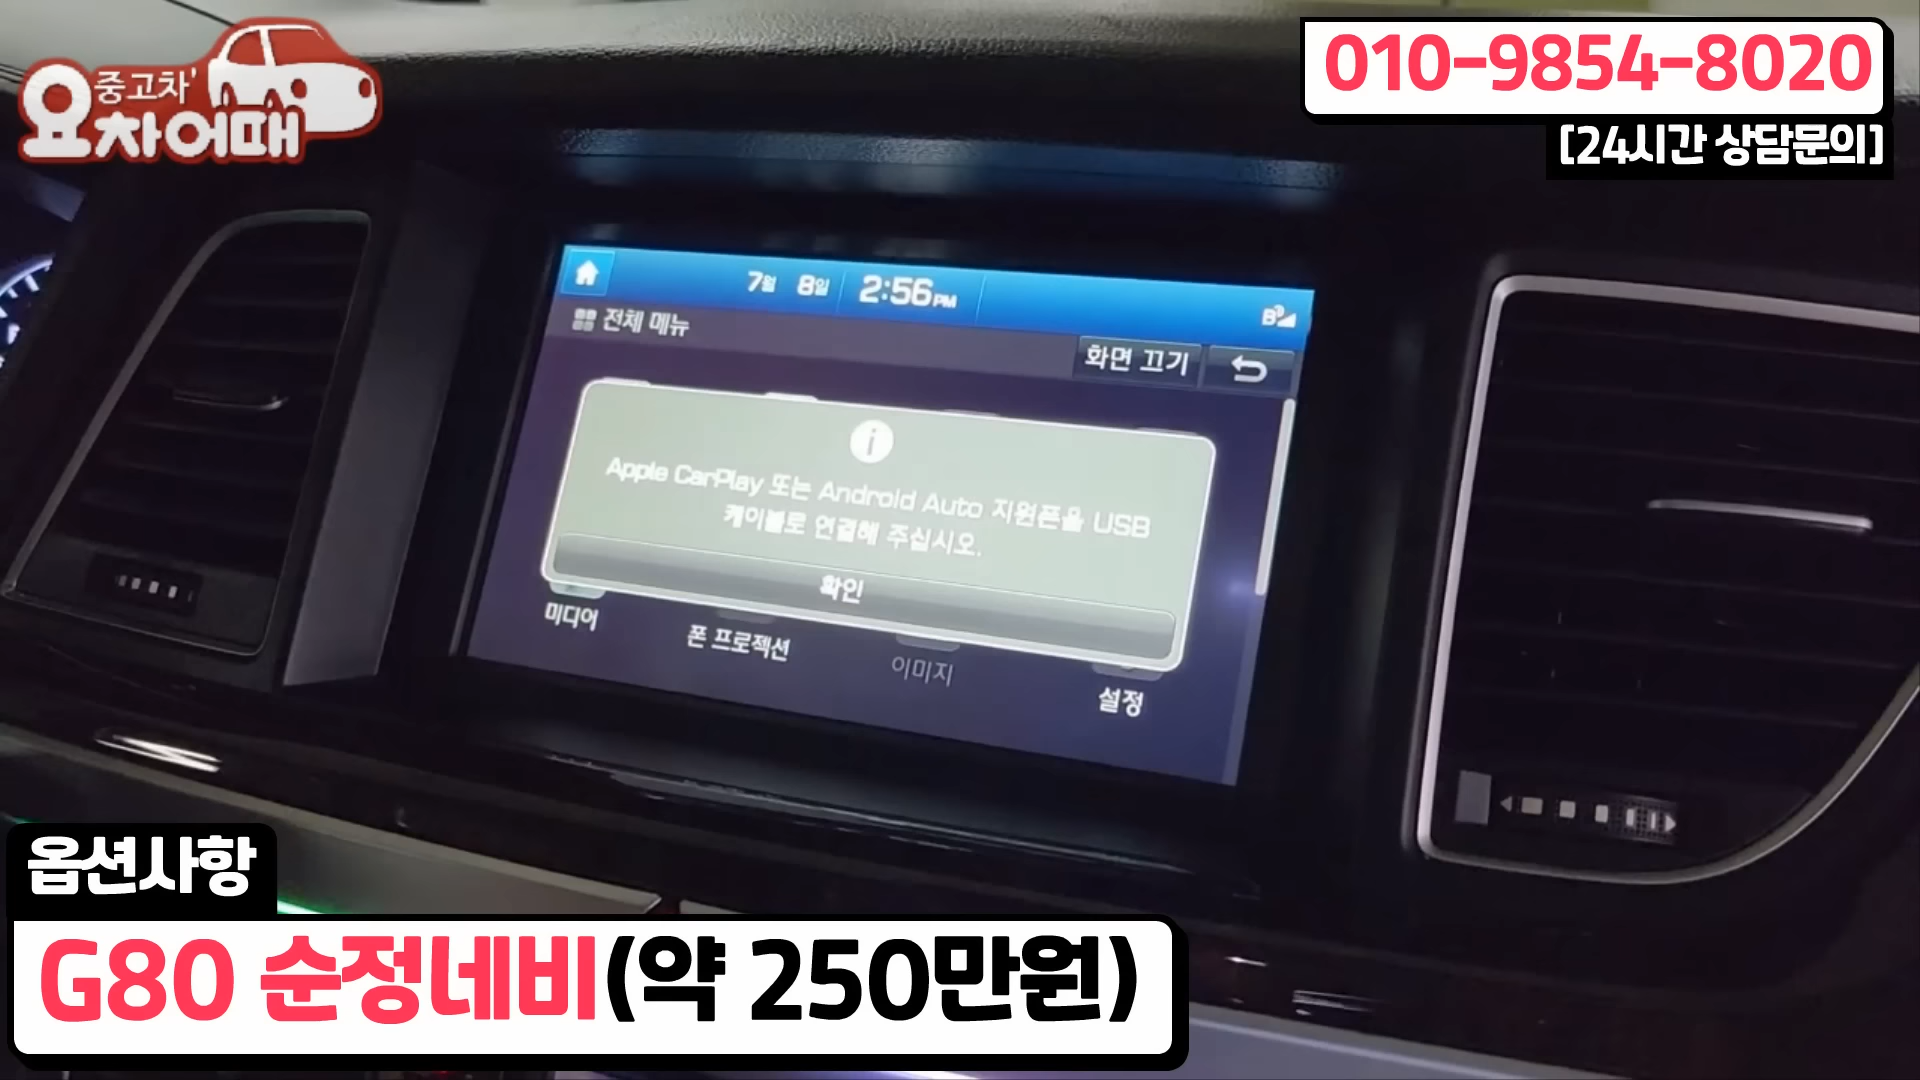 중고차'
요차어때
010-9854-8020
[24시간 상담문의]
7월 8일 2:56PM
전체 메뉴
화면 끄기
Apple CarPlay 또는 Android Auto 지원폰을 USB
케이블로 연결해 주십시오.
확인
미디어
폰 프로젝션
이미지
설정
옵션사항
G80 순정네비(약 250만원)